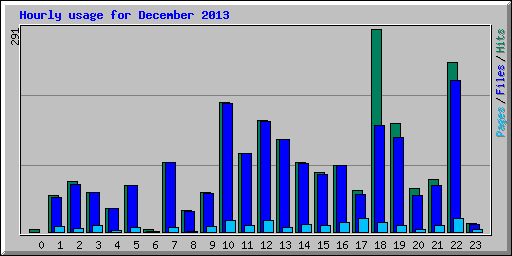 Hourly usage for December 2013
291
Pages/Files/Hits
0 1 2 3 4 5 6 7 8 9 10 11 12 13 14 15 16 17 18 19 20 21 22 23